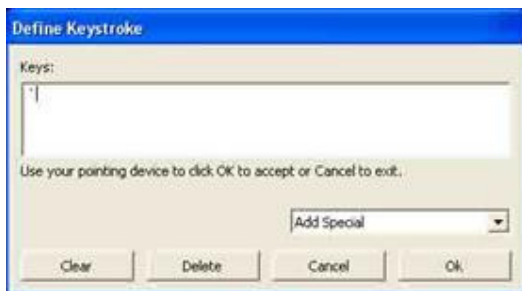 Define Keystroke
Keys:
`
Use your pointing device to click OK to accept or Cancel to exit.
Add Special
Clear Delete Cancel Ok